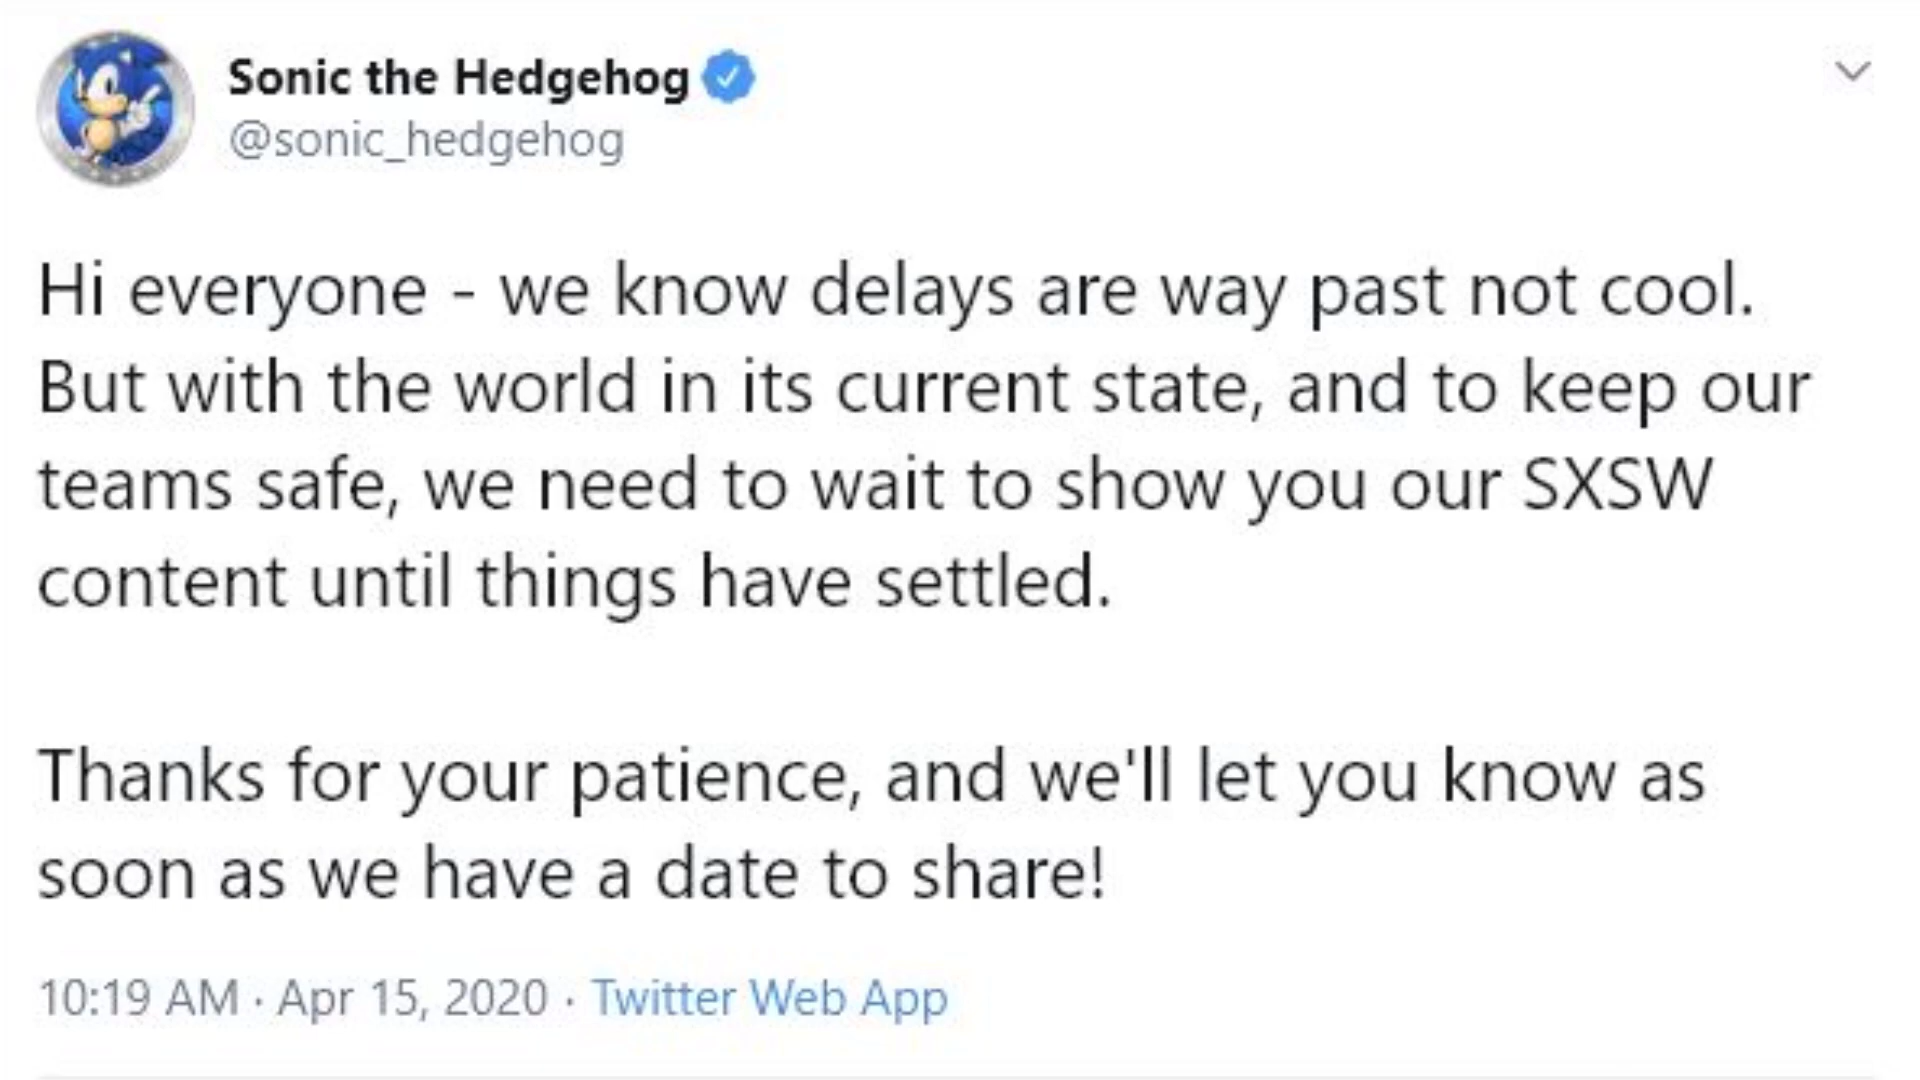 Sonic the Hedgehog
@sonic_hedgehog
Hi everyone - we know delays are way past not cool.
But with the world in its current state, and to keep our
teams safe, we need to wait to show you our SXSW
content until things have settled.
Thanks for your patience, and we'll let you know as
soon as we have a date to share!
10:19 AM · Apr 15, 2020 · Twitter Web App